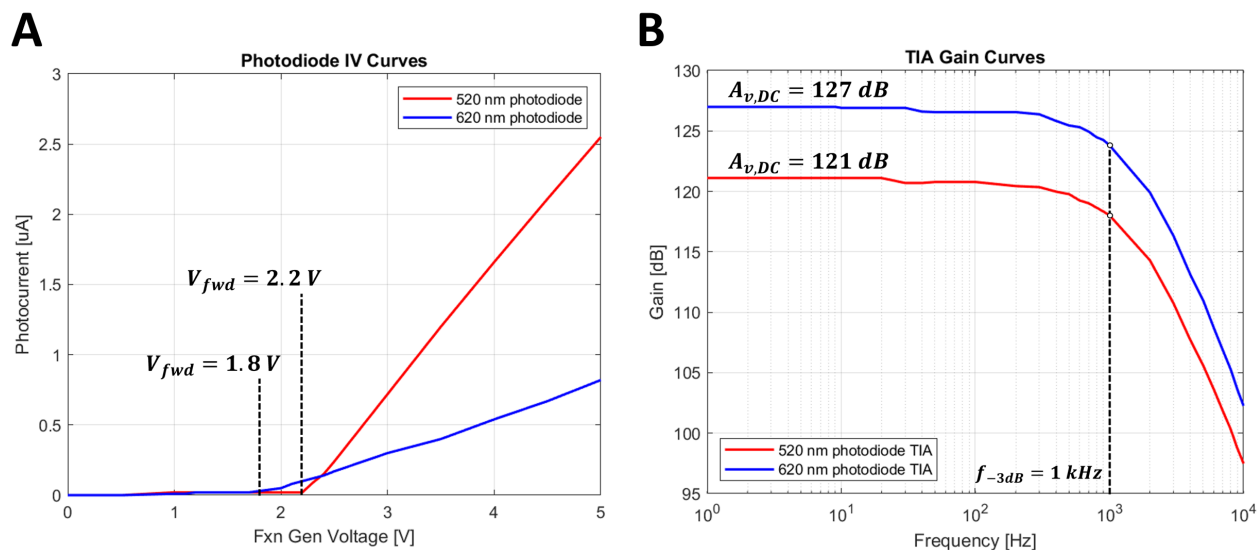 A
Photodiode IV Curves
3
2.5
2
1.5
1
0.5
0
Photocurrent [uA]
520 nm photodiode
620 nm photodiode
V_fwd = 2.2 V
V_fwd = 1.8 V
0 1 2 3 4 5
Fxn Gen Voltage [V]
B
TIA Gain Curves
130
125
120
115
110
105
100
95
Gain [dB]
A_v,DC = 127 dB
A_v,DC = 121 dB
520 nm photodiode TIA
620 nm photodiode TIA
f_−3dB = 1 kHz
10^0 10^1 10^2 10^3 10^4
Frequency [Hz]